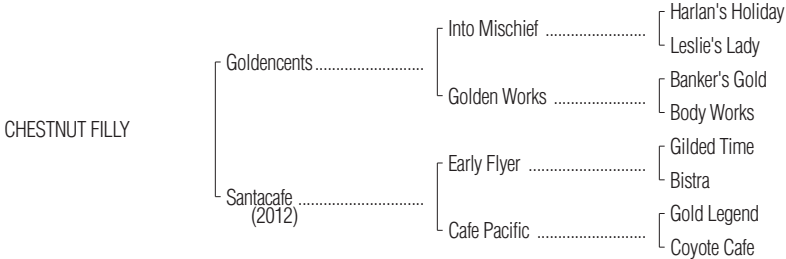 Harlan's Holiday
Into Mischief ........................
Leslie's Lady
Goldencents..........................
Banker's Gold
Golden Works ......................
Body Works
CHESTNUT FILLY
Gilded Time
Early Flyer ............................
Bistra
Santacafe ..............................
(2012)
Gold Legend
Cafe Pacific ..........................
Coyote Cafe